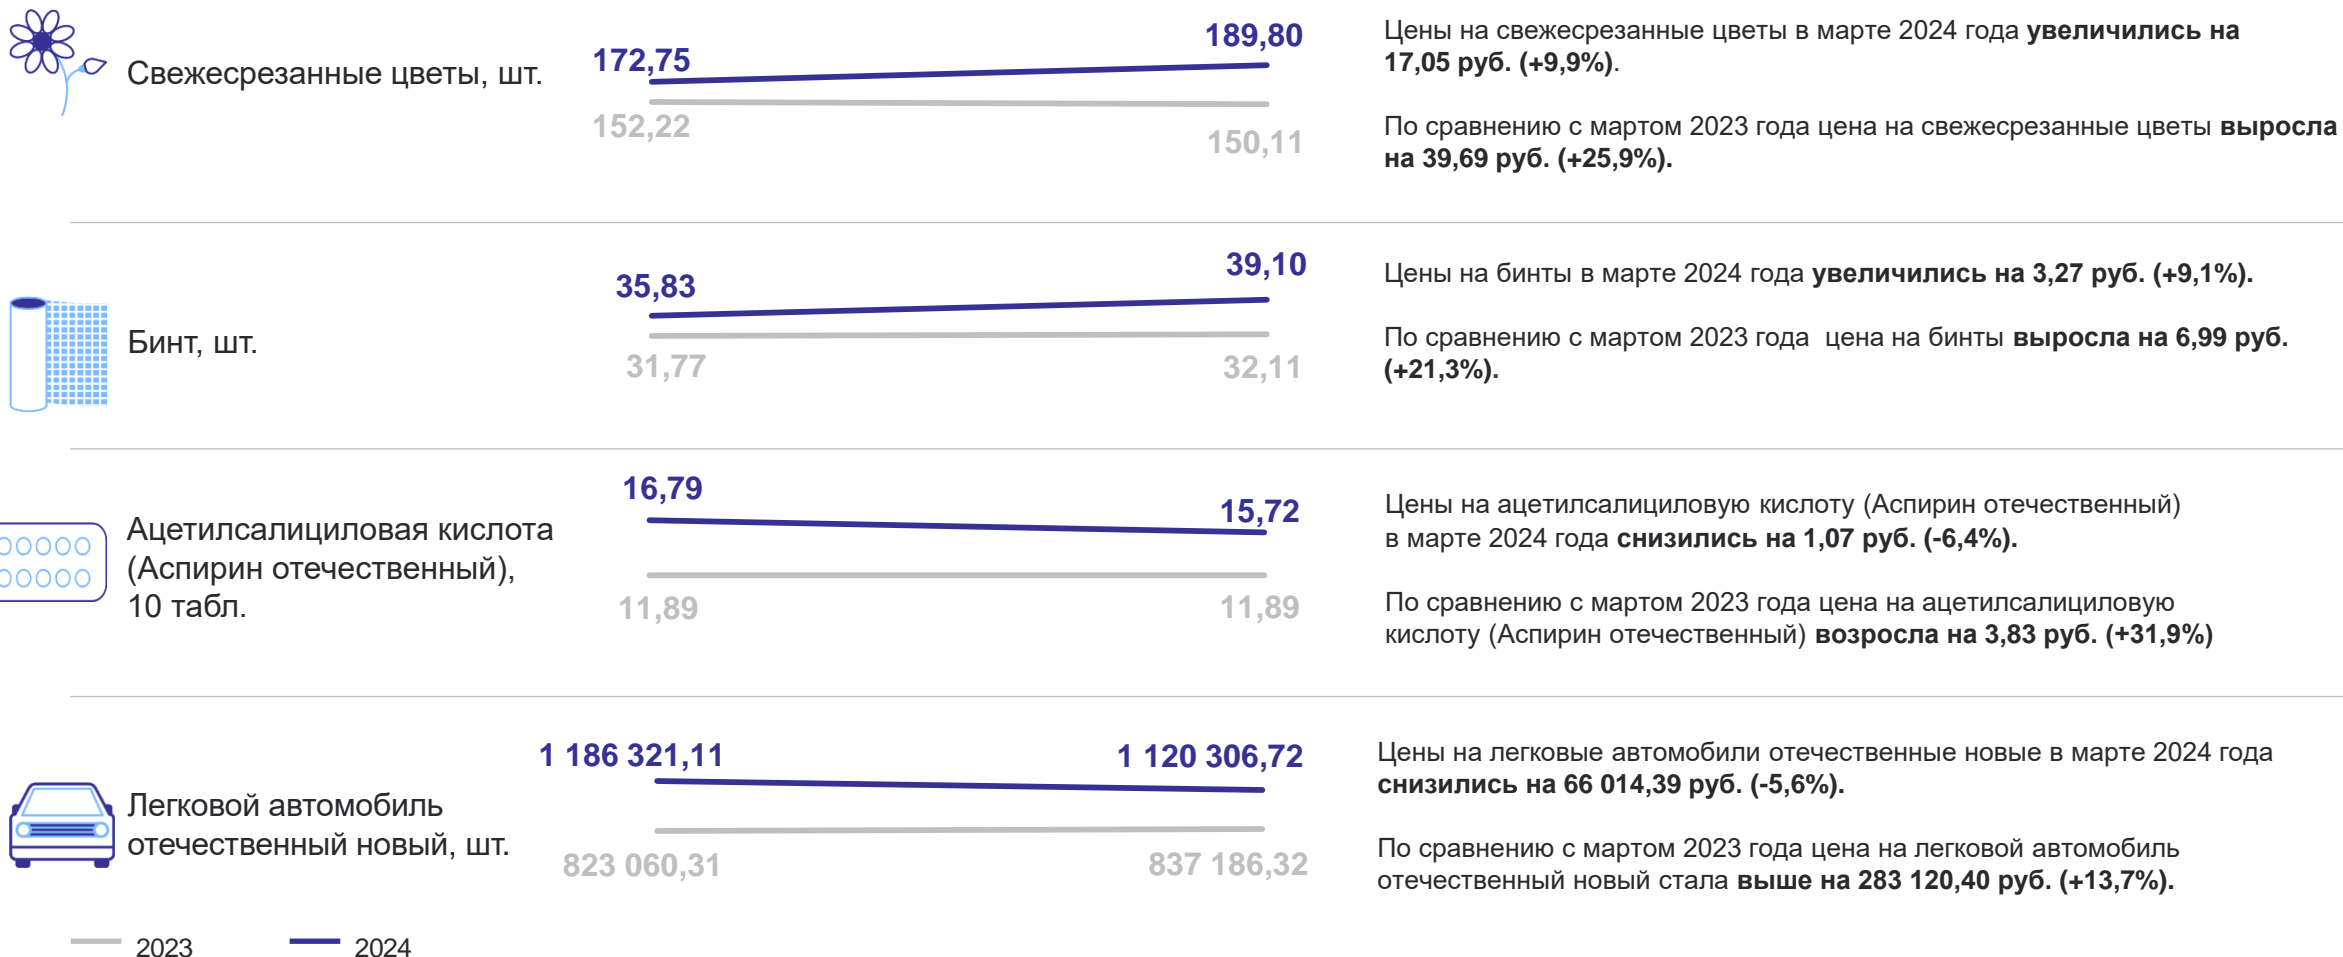 Свежесрезанные цветы, шт.
172,75
189,80
152,22
150,11
Цены на свежесрезанные цветы в марте 2024 года увеличились на
17,05 руб. (+9,9%).
По сравнению с мартом 2023 года цена на свежесрезанные цветы выросла
на 39,69 руб. (+25,9%).
Бинт, шт.
35,83
39,10
31,77
32,11
Цены на бинты в марте 2024 года увеличились на 3,27 руб. (+9,1%).
По сравнению с мартом 2023 года цена на бинты выросла на 6,99 руб.
(+21,3%).
Ацетилсалициловая кислота
(Аспирин отечественный),
10 табл.
16,79
15,72
11,89
11,89
Цены на ацетилсалициловую кислоту (Аспирин отечественный)
в марте 2024 года снизились на 1,07 руб. (-6,4%).
По сравнению с мартом 2023 года цена на ацетилсалициловую
кислоту (Аспирин отечественный) возросла на 3,83 руб. (+31,9%)
Легковой автомобиль
отечественный новый, шт.
1 186 321,11
1 120 306,72
823 060,31
837 186,32
Цены на легковые автомобили отечественные новые в марте 2024 года
снизились на 66 014,39 руб. (-5,6%).
По сравнению с мартом 2023 года цена на легковой автомобиль
отечественный новый стала выше на 283 120,40 руб. (+13,7%).
2023
2024